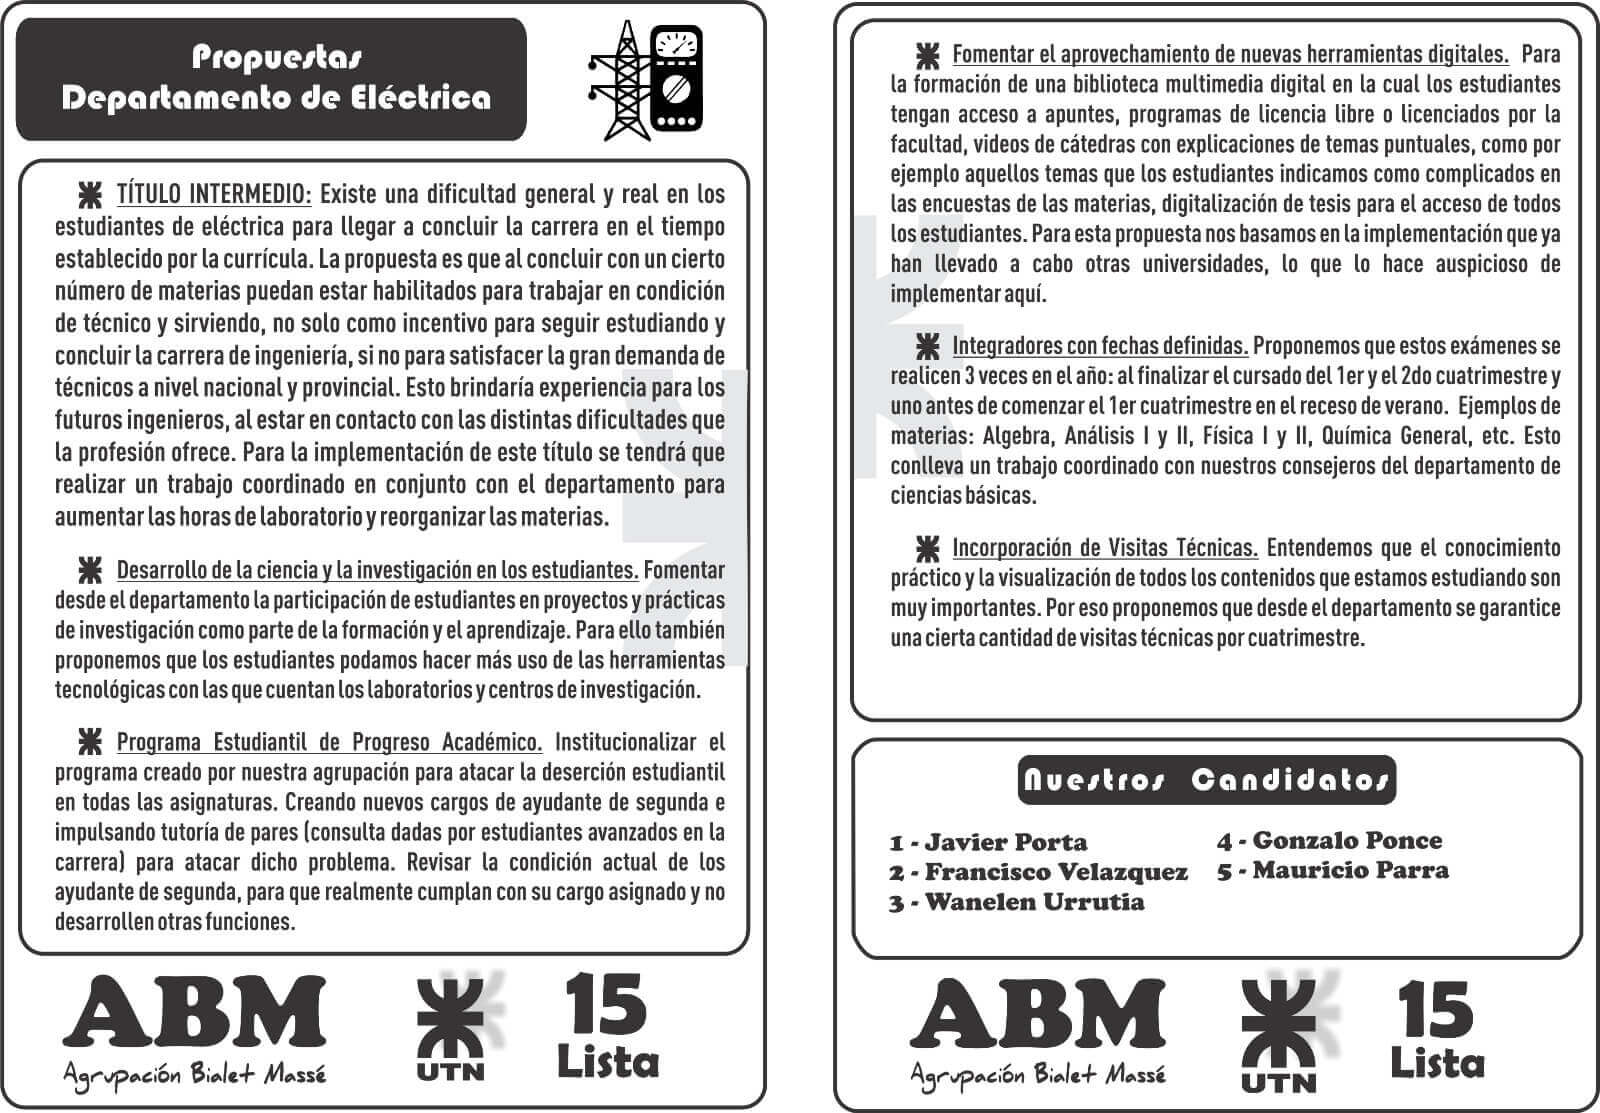 Propuestas
Departamento de Eléctrica
TÍTULO INTERMEDIO: Existe una dificultad general y real en los
estudiantes de eléctrica para llegar a concluir la carrera en el tiempo
establecido por la currícula. La propuesta es que al concluir con un cierto
número de materias puedan estar habilitados para trabajar en condición
de técnico y sirviendo, no solo como incentivo para seguir estudiando y
concluir la carrera de ingeniería, si no para satisfacer la gran demanda de
técnicos a nivel nacional y provincial. Esto brindaría experiencia para los
futuros ingenieros, al estar en contacto con las distintas dificultades que
la profesión ofrece. Para la implementación de este título se tendrá que
realizar un trabajo coordinado en conjunto con el departamento para
aumentar las horas de laboratorio y reorganizar las materias.
Desarrollo de la ciencia y la investigación en los estudiantes. Fomentar
desde el departamento la participación de estudiantes en proyectos y prácticas
de investigación como parte de la formación y el aprendizaje. Para ello también
proponemos que los estudiantes podamos hacer más uso de las herramientas
tecnológicas con las que cuentan los laboratorios y centros de investigación.
Programa Estudiantil de Progreso Académico. Institucionalizar el
programa creado por nuestra agrupación para atacar la deserción estudiantil
en todas las asignaturas. Creando nuevos cargos de ayudante de segunda e
impulsando tutoría de pares (consulta dadas por estudiantes avanzados en la
carrera) para atacar dicho problema. Revisar la condición actual de los
ayudante de segunda, para que realmente cumplan con su cargo asignado y no
desarrollen otras funciones.
ABM
Agrupación Bialet Massé
UTN
15
Lista
Fomentar el aprovechamiento de nuevas herramientas digitales. Para
la formación de una biblioteca multimedia digital en la cual los estudiantes
tengan acceso a apuntes, programas de licencia libre o licenciados por la
facultad, videos de cátedras con explicaciones de temas puntuales, como por
ejemplo aquellos temas que los estudiantes indicamos como complicados en
las encuestas de las materias, digitalización de tesis para el acceso de todos
los estudiantes. Para esta propuesta nos basamos en la implementación que ya
han llevado a cabo otras universidades, lo que lo hace auspicioso de
implementar aquí.
Integradores con fechas definidas. Proponemos que estos exámenes se
realicen 3 veces en el año: al finalizar el cursado del 1er y el 2do cuatrimestre y
uno antes de comenzar el 1er cuatrimestre en el receso de verano. Ejemplos de
materias: Algebra, Análisis I y II, Física I y II, Química General, etc. Esto
conlleva un trabajo coordinado con nuestros consejeros del departamento de
ciencias básicas.
Incorporación de Visitas Técnicas. Entendemos que el conocimiento
práctico y la visualización de todos los contenidos que estamos estudiando son
muy importantes. Por eso proponemos que desde el departamento se garantice
una cierta cantidad de visitas técnicas por cuatrimestre.
Nuestros Candidatos
1 - Javier Porta
2 - Francisco Velazquez
3 - Wanelen Urrutia
4 - Gonzalo Ponce
5 - Mauricio Parra
ABM
Agrupación Bialet Massé
UTN
15
Lista